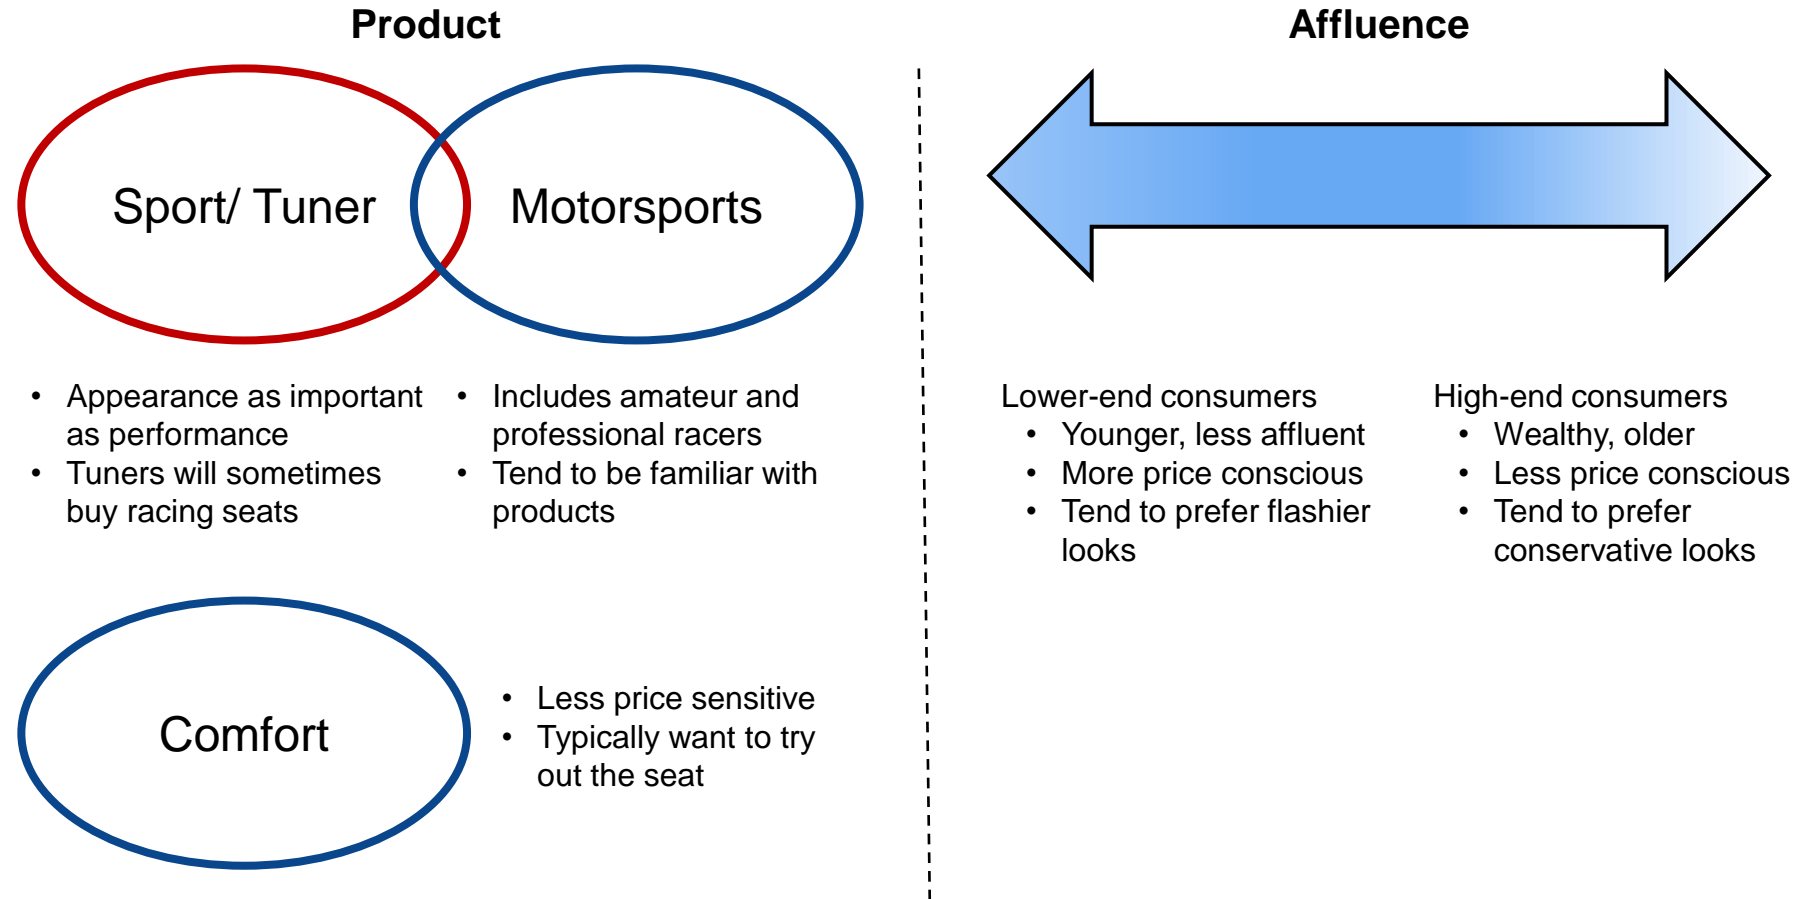 Product
Sport/ Tuner
Motorsports
• Appearance as important
as performance
• Tuners will sometimes
buy racing seats
• Includes amateur and
professional racers
• Tend to be familiar with
products
Comfort
• Less price sensitive
• Typically want to try
out the seat
Affluence
Lower-end consumers
• Younger, less affluent
• More price conscious
• Tend to prefer flashier
looks
High-end consumers
• Wealthy, older
• Less price conscious
• Tend to prefer
conservative looks